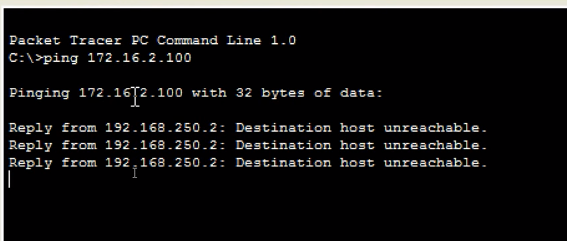 Packet Tracer PC Command Line 1.0
C:\>ping 172.16.2.100
Pinging 172.16.2.100 with 32 bytes of data:
Reply from 192.168.250.2: Destination host unreachable.
Reply from 192.168.250.2: Destination host unreachable.
Reply from 192.168.250.2: Destination host unreachable.